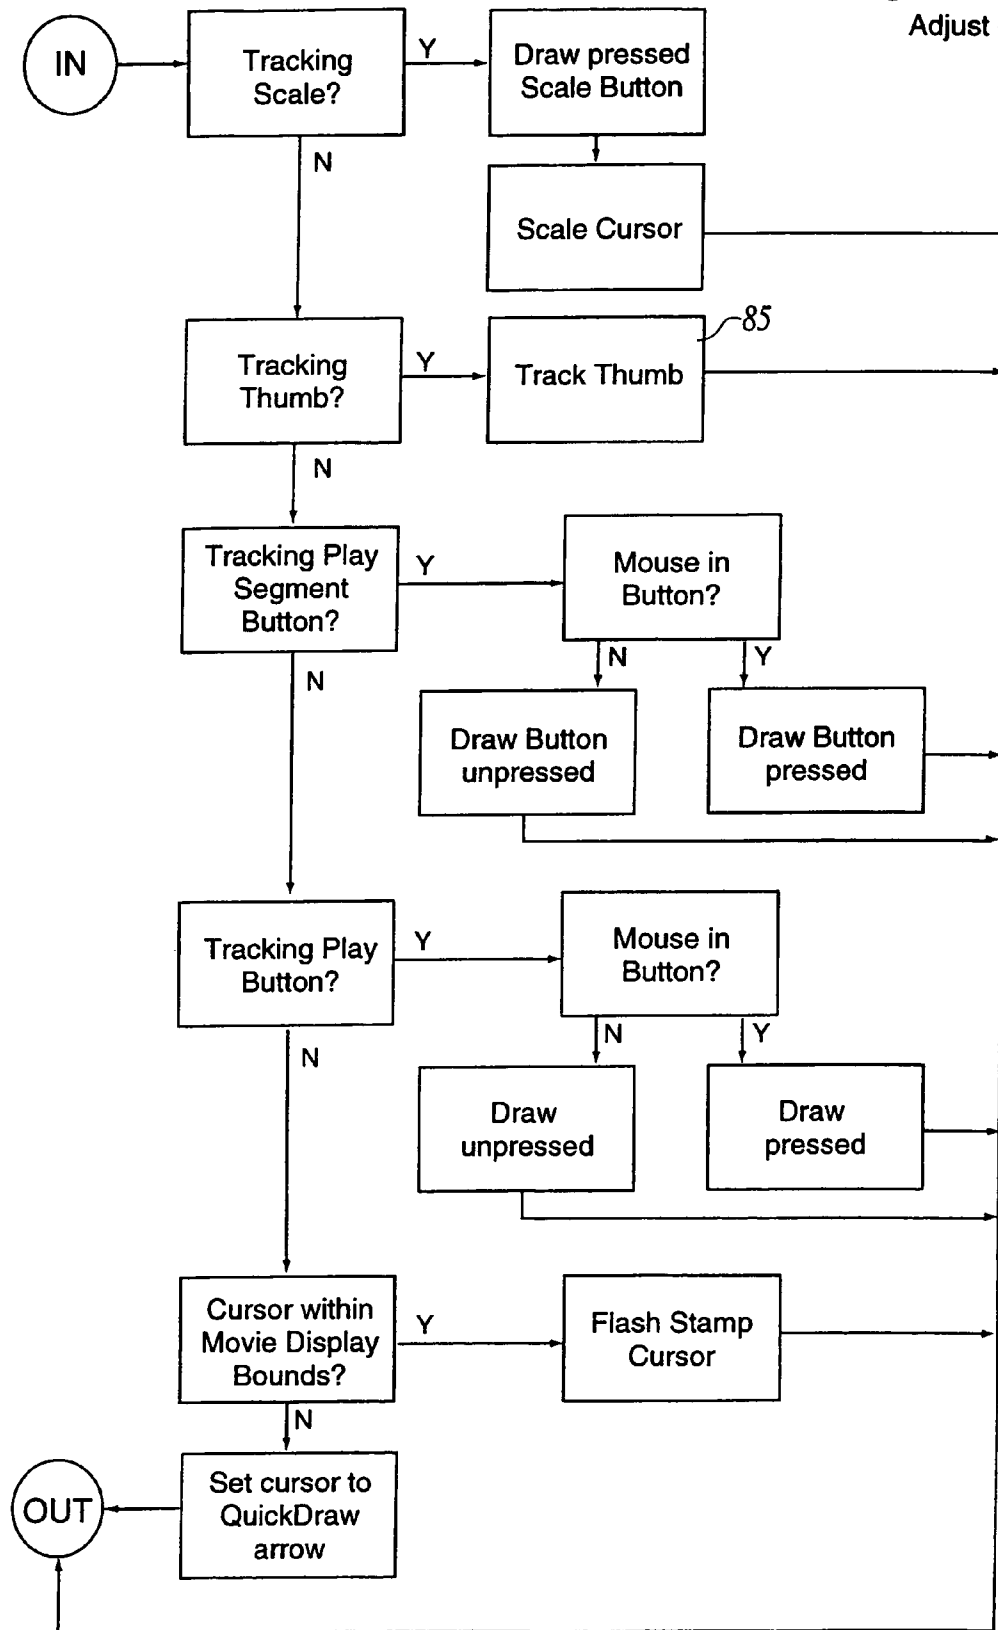 Adjust
IN
Tracking
Scale?
Y
Draw pressed
Scale Button
N
Scale Cursor
85
Tracking
Thumb?
Y
Track Thumb
N
Tracking Play
Segment
Button?
Y
Mouse in
Button?
N
N
Y
Draw Button
unpressed
Draw Button
pressed
Tracking Play
Button?
Y
Mouse in
Button?
N
N
Y
Draw
unpressed
Draw
pressed
Cursor within
Movie Display
Bounds?
Y
Flash Stamp
Cursor
N
Set cursor to
QuickDraw
arrow
OUT